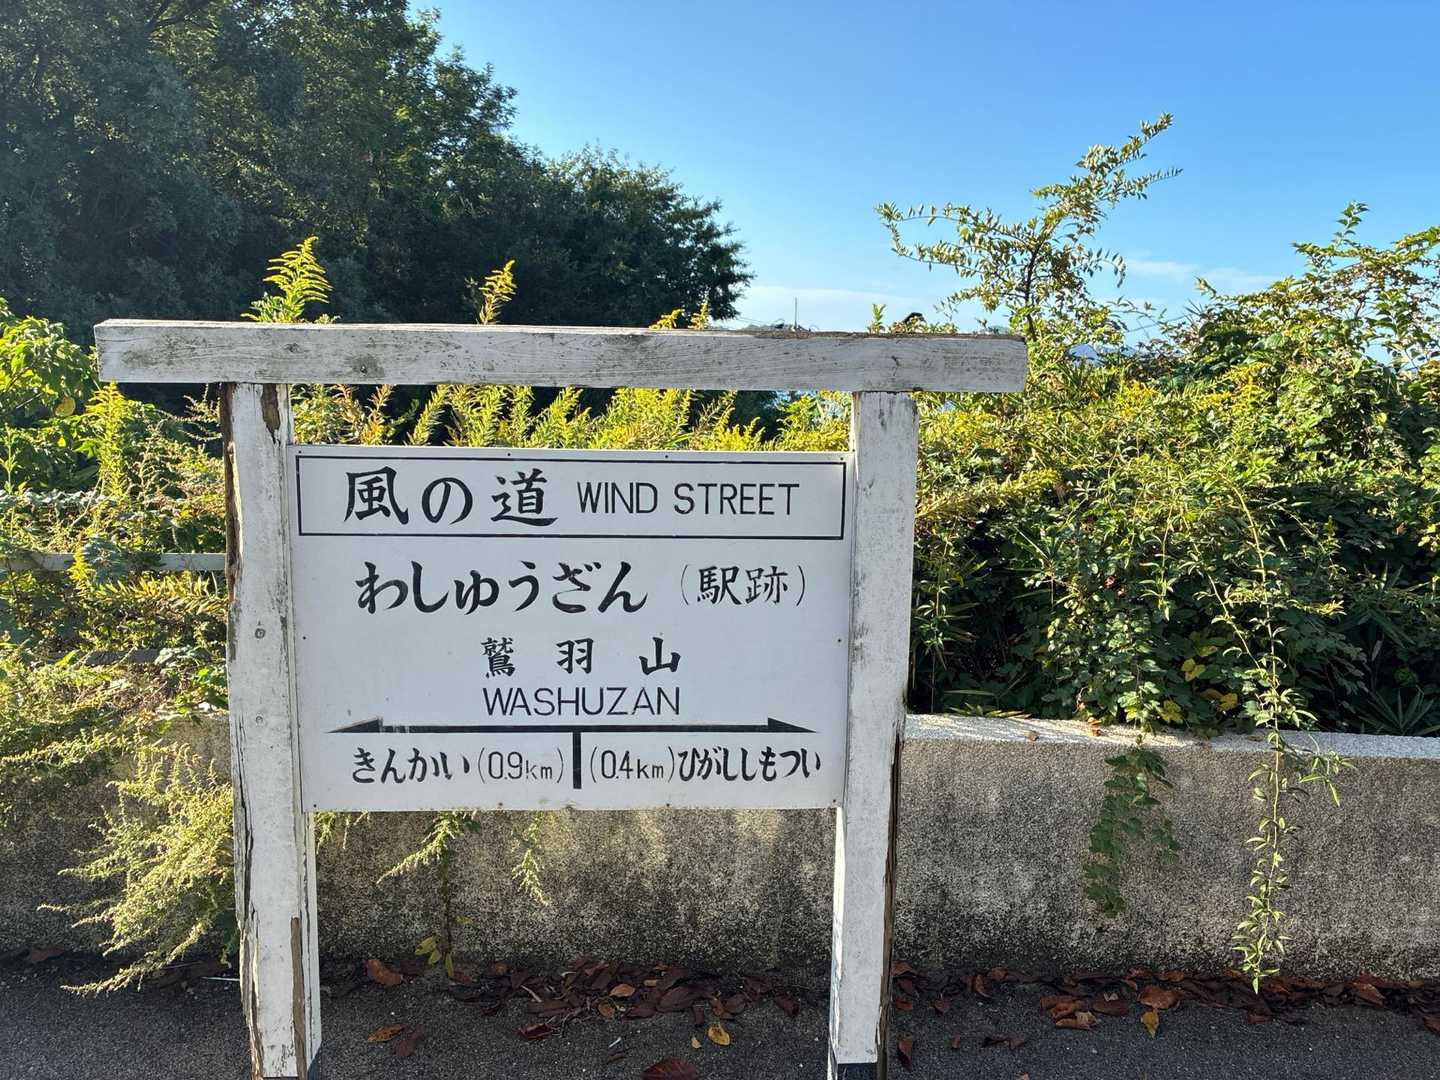 風の道 WIND STREET
わしゅうざん（駅跡）
鷲羽山
WASHUZAN
きんかい(0.9km) (0.4km)ひがししもつい